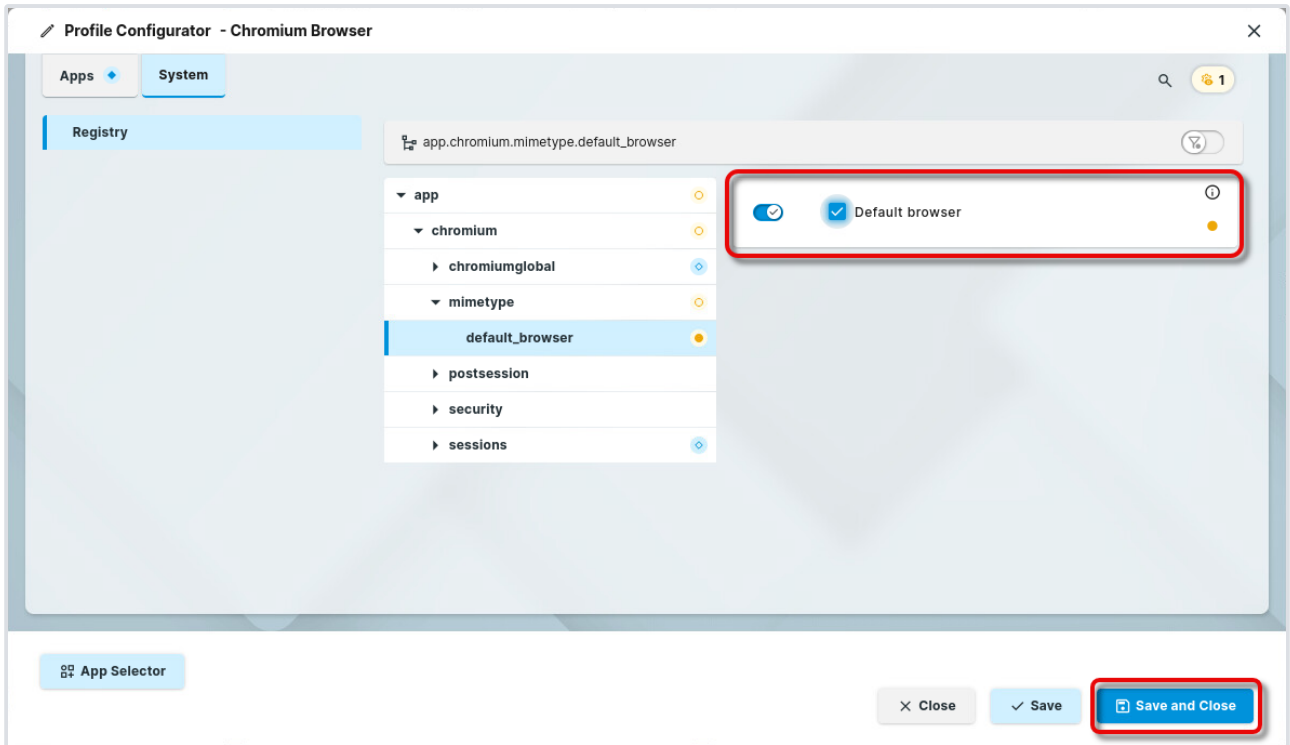 Profile Configurator - Chromium Browser
Apps
System
1
Registry
app.chromium.mimetype.default_browser
app
chromium
chromiumglobal
mimetype
default_browser
postsession
security
sessions
Default browser
App Selector
Close
Save
Save and Close